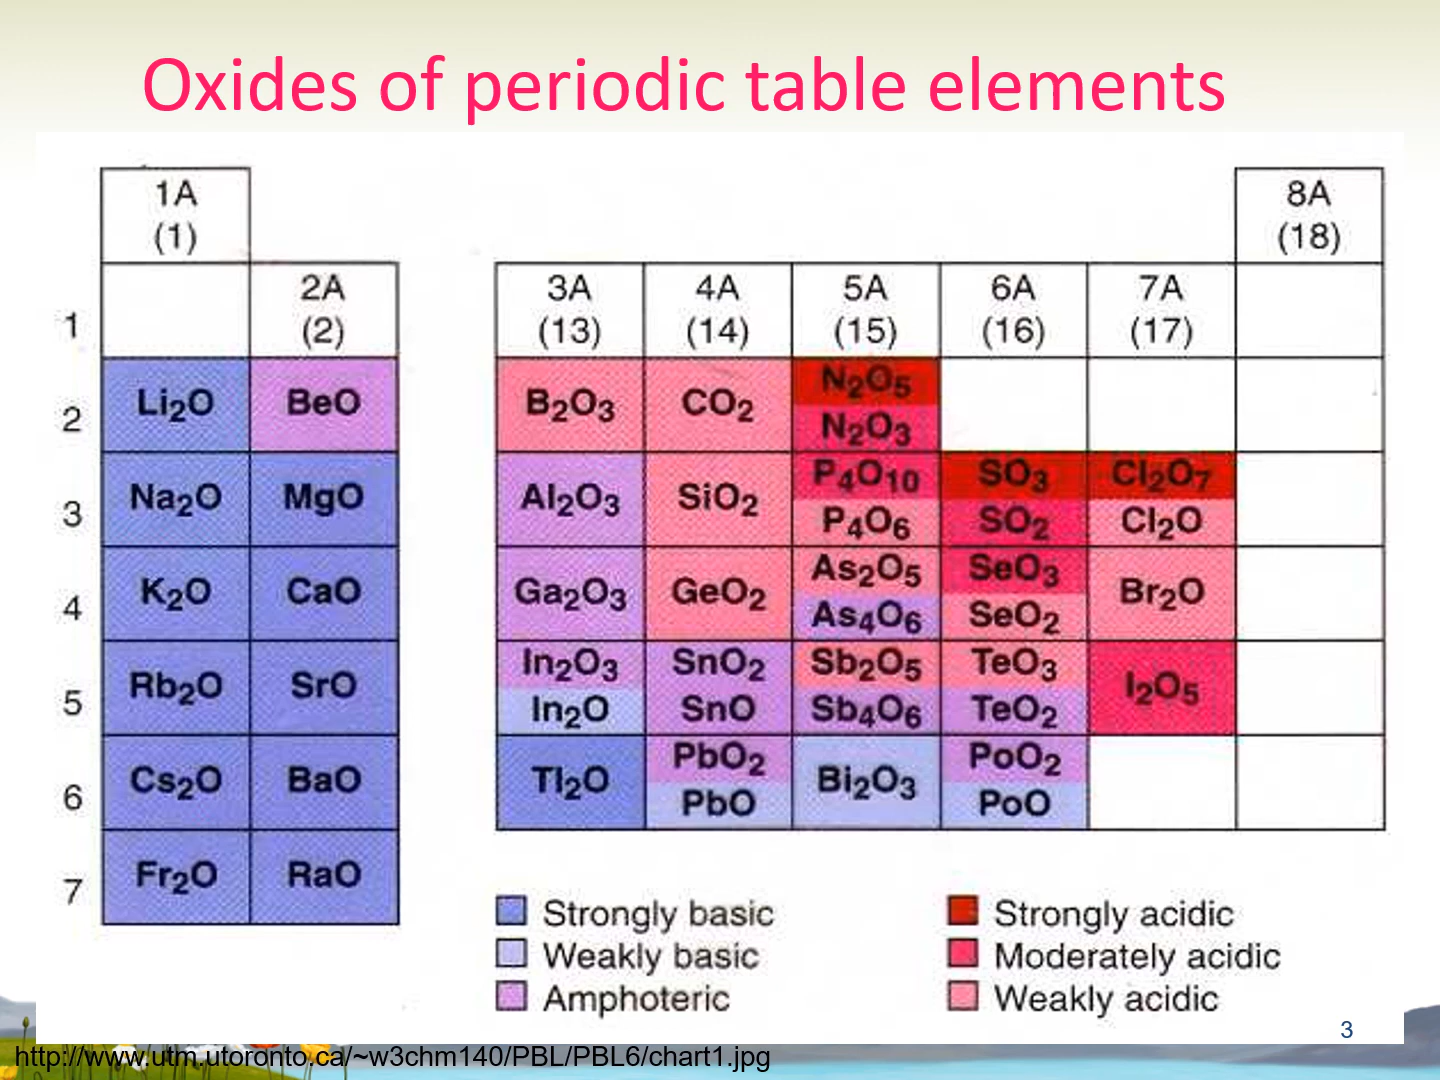 Oxides of periodic table elements
1A
(1)
8A
(18)
2A
(2)
3A
(13)
4A
(14)
5A
(15)
6A
(16)
7A
(17)
1
2
Li₂O BeO B₂O₃ CO₂ N₂O₅
N₂O₃
3
Na₂O MgO Al₂O₃ SiO₂ P₄O₁₀ SO₃ Cl₂O₇
P₄O₆ SO₂ Cl₂O
4
K₂O CaO Ga₂O₃ GeO₂ As₂O₅ SeO₃ Br₂O
As₄O₆ SeO₂
5
Rb₂O SrO In₂O₃ SnO₂ Sb₂O₅ TeO₃ I₂O₅
In₂O SnO Sb₄O₆ TeO₂
6
Cs₂O BaO Tl₂O PbO₂ Bi₂O₃ PoO₂
PbO PoO
7
Fr₂O RaO
Strongly basic
Weakly basic
Amphoteric
Strongly acidic
Moderately acidic
Weakly acidic
3
http://www.utm.utoronto.ca/~w3chm140/PBL/PBL6/chart1.jpg